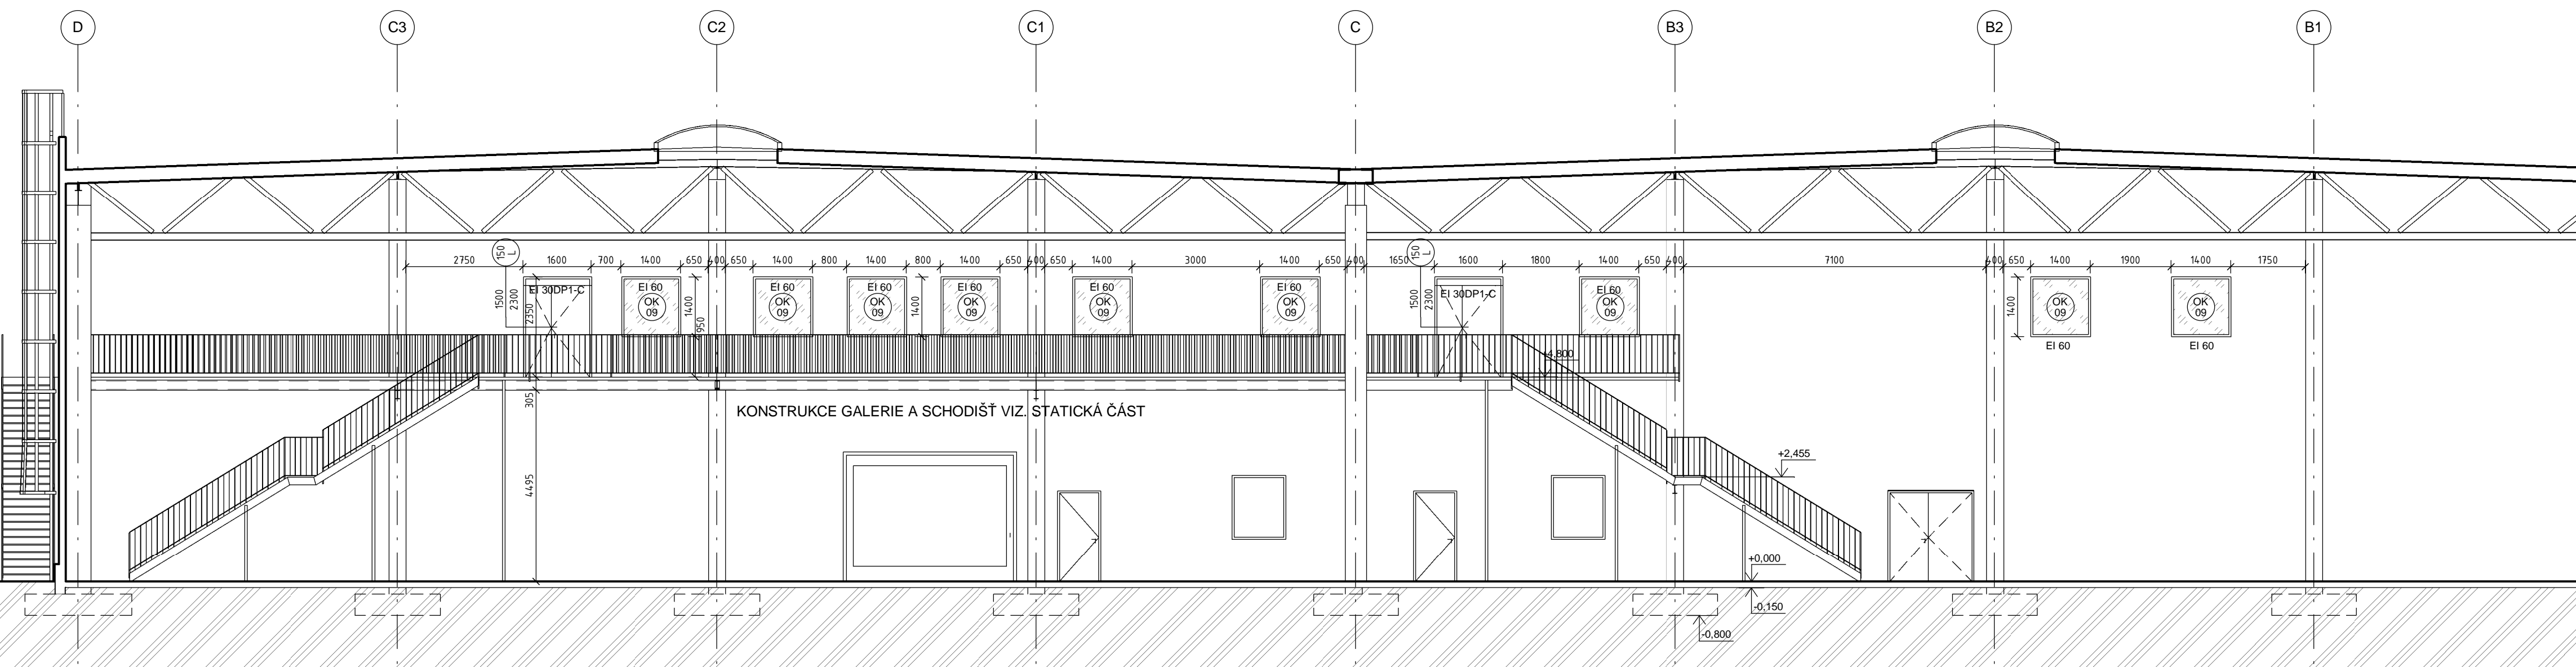 D C3 C2 C1 C B3 B2 B1
150
L
150
L
2750 1600 700 1400 650 400 650 1400 800 1400 800 1400 650 400 650 1400 3000 1400 650 400 1650 1600 1800 1400 650 400 7100 400 650 1400 1900 1400 1750
EI 30DP1-C EI 60 EI 60 EI 60 EI 60 EI 60 EI 60 EI 30DP1-C EI 60
OK
09
OK
09
OK
09
OK
09
OK
09
OK
09
OK
09
OK
09
OK
09
1500
2300
2350
1400
950
1400
1500
2300
1400
EI 60 EI 60
+4,800
305
KONSTRUKCE GALERIE A SCHODIŠŤ VIZ. STATICKÁ ČÁST
+2,455
4495
+0,000
-0,150
-0,800